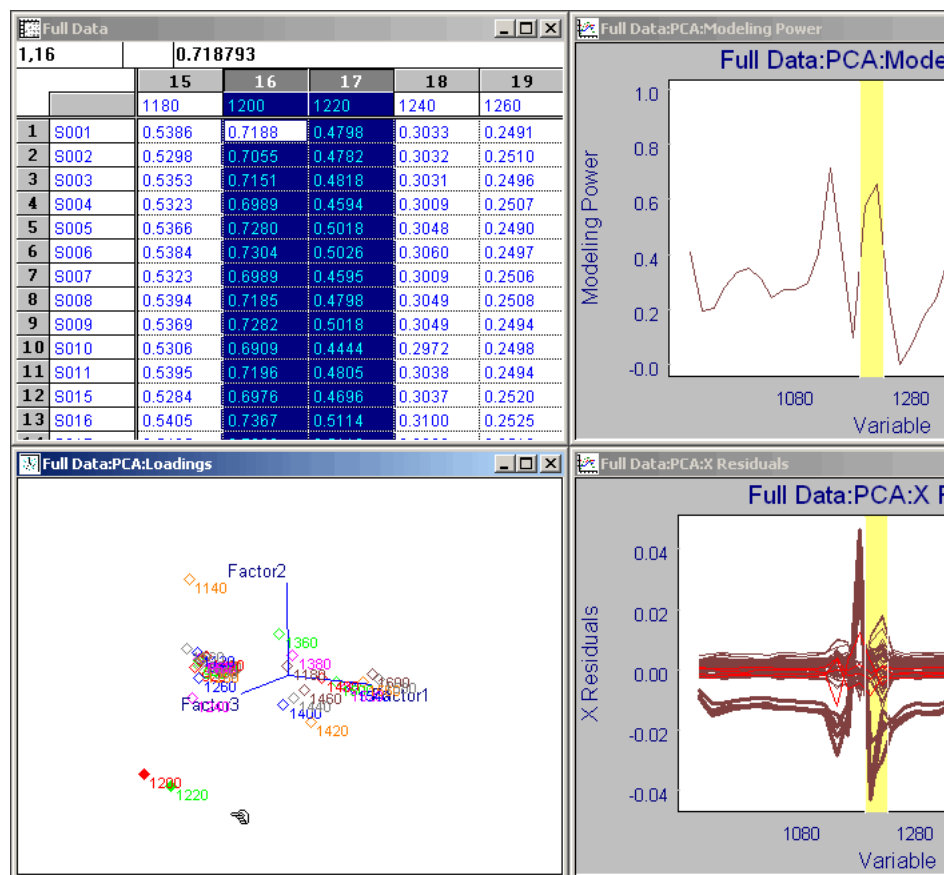 Full Data
1,16 0.718793
15 16 17 18 19
1180 1200 1220 1240 1260
1 S001 0.5386 0.7188 0.4798 0.3033 0.2491
2 S002 0.5298 0.7055 0.4782 0.3032 0.2510
3 S003 0.5353 0.7151 0.4818 0.3031 0.2496
4 S004 0.5323 0.6989 0.4594 0.3009 0.2507
5 S005 0.5366 0.7280 0.5018 0.3048 0.2490
6 S006 0.5384 0.7304 0.5026 0.3060 0.2497
7 S007 0.5323 0.6989 0.4595 0.3009 0.2506
8 S008 0.5394 0.7185 0.4798 0.3049 0.2508
9 S009 0.5369 0.7282 0.5018 0.3049 0.2494
10 S010 0.5306 0.6909 0.4444 0.2972 0.2498
11 S011 0.5395 0.7196 0.4805 0.3038 0.2494
12 S015 0.5284 0.6976 0.4696 0.3037 0.2520
13 S016 0.5405 0.7367 0.5114 0.3100 0.2525
Full Data:PCA:Modeling Power
Full Data:PCA:Mode
Modeling Power
1.0
0.8
0.6
0.4
0.2
-0.0
1080 1280
Variable
Full Data:PCA:Loadings
Factor2
1140
1360
1380
1180
1260
Factor3
Factor1
1460
1440
1400
1420
1200
1220
Full Data:PCA:X Residuals
Full Data:PCA:X
X Residuals
0.04
0.02
0.00
-0.02
-0.04
1080 1280
Variable